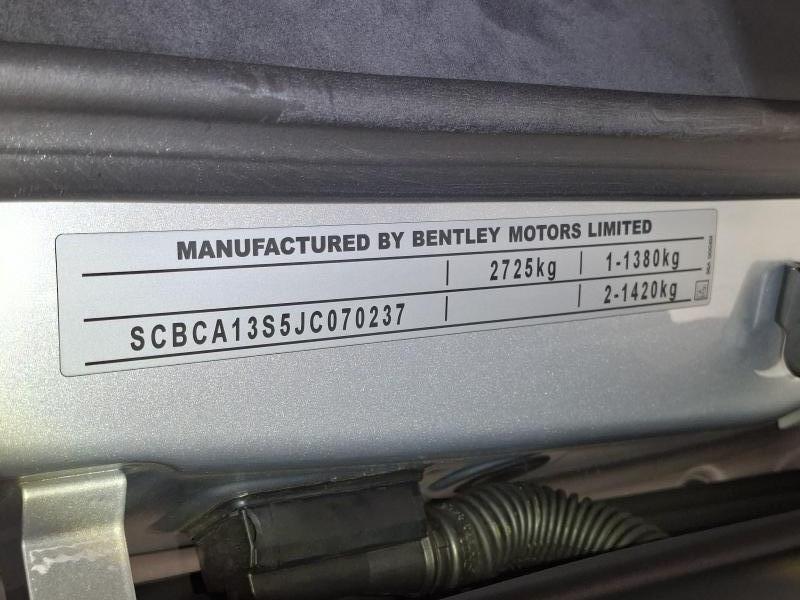 MANUFACTURED BY BENTLEY MOTORS LIMITED
2725kg 1-1380kg
SCBCA13S5JC070237 2-1420kg